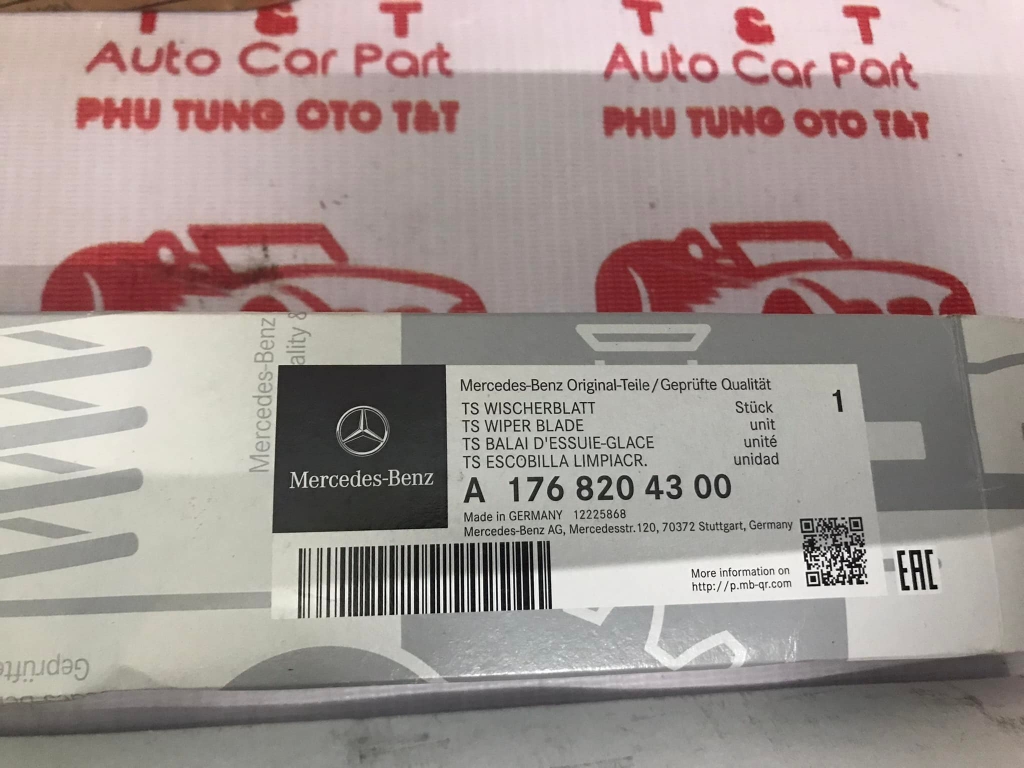 T & T
T & T
Auto Car Part
Auto Car Part
PHU TUNG OTO T&T
PHU TUNG OTO T&T
Mercedes-Benz
ality &
Mercedes-Benz
Mercedes-Benz Original-Teile/Geprüfte Qualität
TS WISCHERBLATT Stück 1
TS WIPER BLADE unit
TS BALAI D'ESSUIE-GLACE unité
TS ESCOBILLA LIMPIACR. unidad
A 176 820 43 00
Made in GERMANY 12225868
Mercedes-Benz AG, Mercedesstr.120, 70372 Stuttgart, Germany
More information on
http://p.mb-qr.com
EAC
Geprüfte